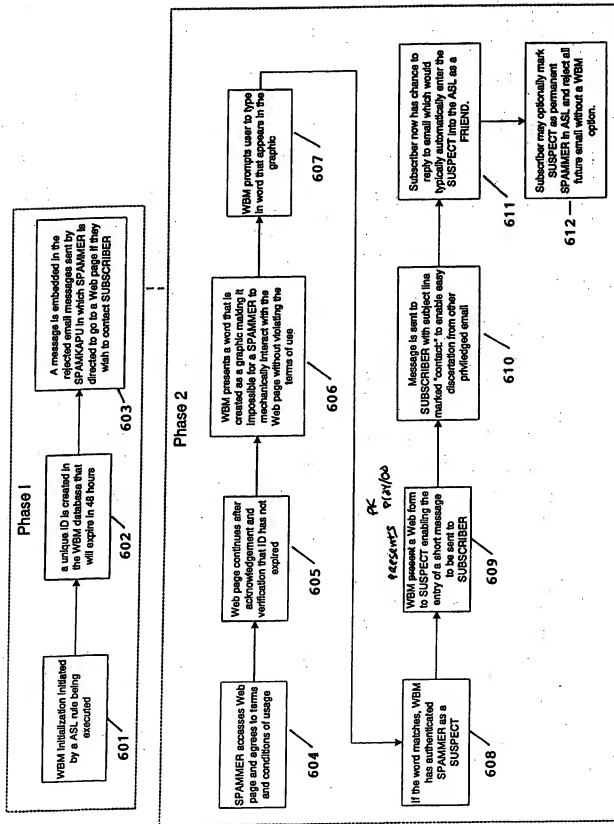 Phase I
WBM Initialization Initiated
by a ASL rule being
executed
601
a unique ID is created in
the WBM database that
will expire in 48 hours
602
A message is embedded in the
rejected email messages sent by
SPAMKAPU in which SPAMMER is
directed to go to a Web page if they
wish to contact SUBSCRIBER
603
Phase 2
SPAMMER accesses Web
page and agrees to terms
and conditions of usage
604
Web page continues after
acknowledgement and
verification that ID has not
expired
605
WBM presents a word that is
created as a graphic making it
impossible for a SPAMMER to
mechanically interact with the
Web page without violating the
terms of use
606
WBM prompts user to type
in word that appears in the
graphic
607
If the word matches, WBM
has authenticated
SPAMMER as a
SUSPECT
608
presents
WBM present a Web form
to SUSPECT enabling the
entry of a short message
to be sent to
SUBSCRIBER
609
Message is sent to
SUBSCRIBER with subject line
marked "contact:" to enable easy
discertation from other
priviledged email
610
Subscriber now has chance to
reply to email which would
typically automatically enter the
SUSPECT into the ASL as a
FRIEND.
611
Subscriber may optionally mark
SUSPECT as permanent
SPAMMER in ASL and reject all
future email without a WBM
option.
612